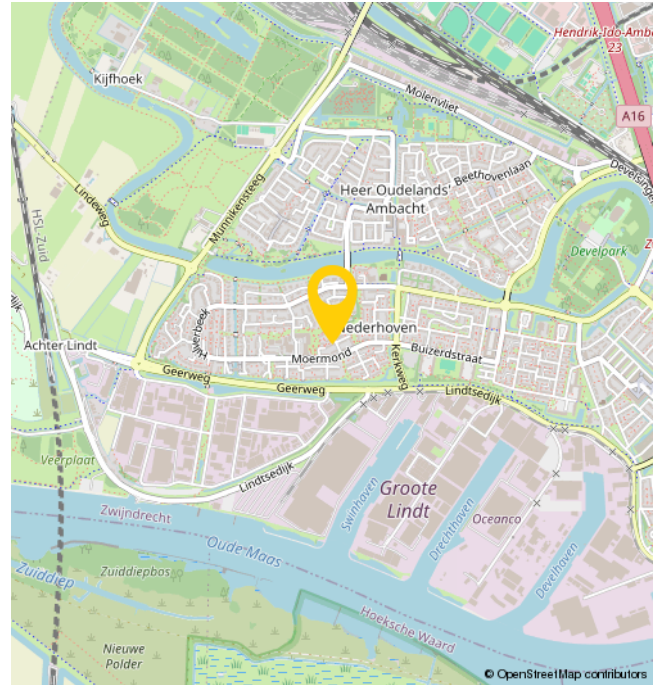 Hendrik-Ido-Amba
23
Kijfhoek
Molenvliet
A16
Beethovenlaan
Heer Oudelands
Ambacht
Lindeweg
Munnikensteeg
HSL-Zuid
Develpark
Nederhoven
Achter Lindt
Moermond
Buizerdstraat
Kerkweg
Geerweg
Geerweg
Lindtsedijk
Veerplaat
Lindtsedijk
Groote
Lindt
Swinhaven
Drechthaven
Oceanco
Develhaven
Zwijndrecht
Oude Maas
Zuiddiep
Zuiddiepbos
Hoeksche Waard
Nieuwe
Polder
© OpenStreetMap contributors